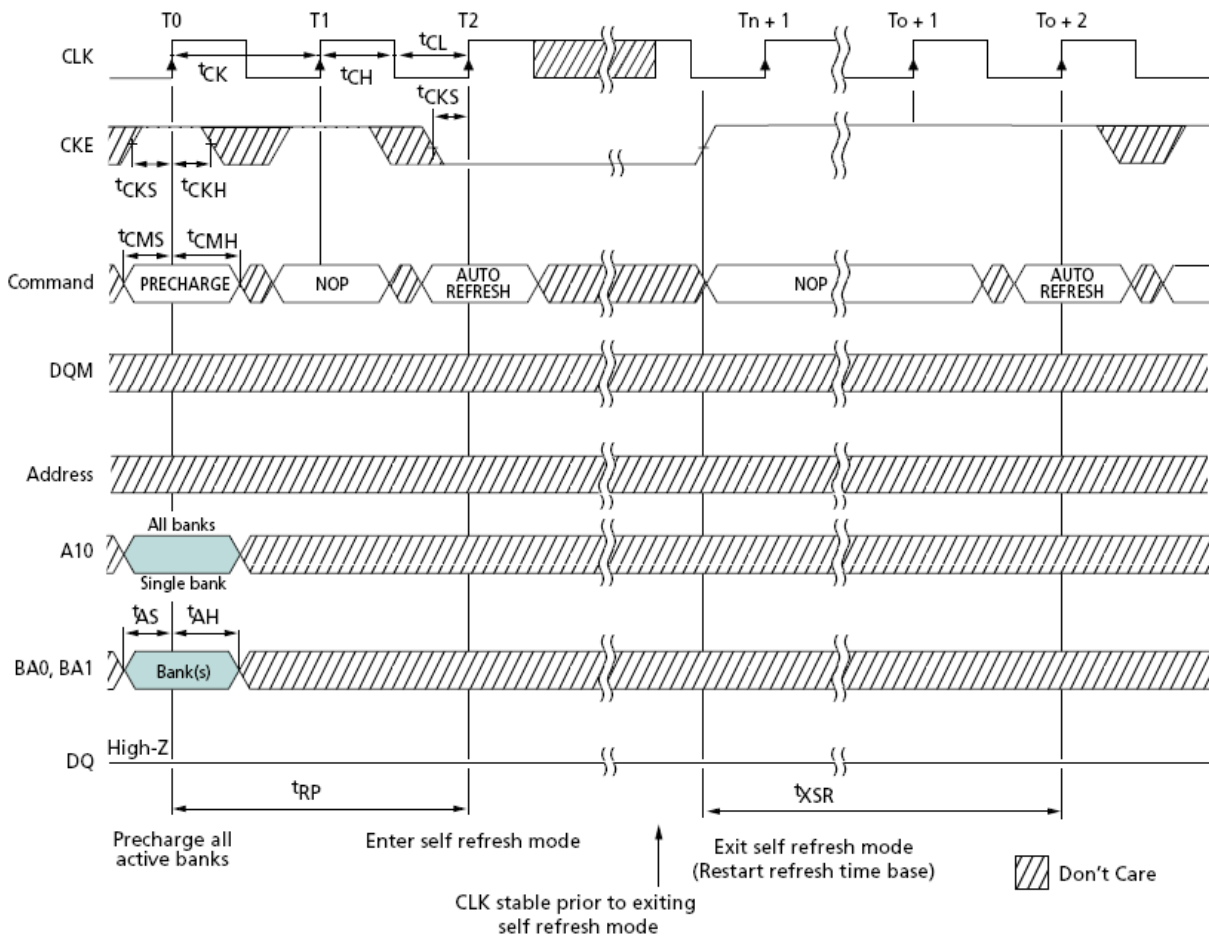 T0 T1 T2 Tn + 1 To + 1 To + 2
CLK
tCK
tCH
tCL
tCKS
CKE
tCKS
tCKH
tCMS
tCMH
Command
PRECHARGE
NOP
AUTO
REFRESH
NOP
AUTO
REFRESH
DQM
Address
All banks
A10
Single bank
tAS
tAH
BA0, BA1
Bank(s)
High-Z
DQ
tRP
tXSR
Precharge all
active banks
Enter self refresh mode
Exit self refresh mode
(Restart refresh time base)
Don't Care
CLK stable prior to exiting
self refresh mode